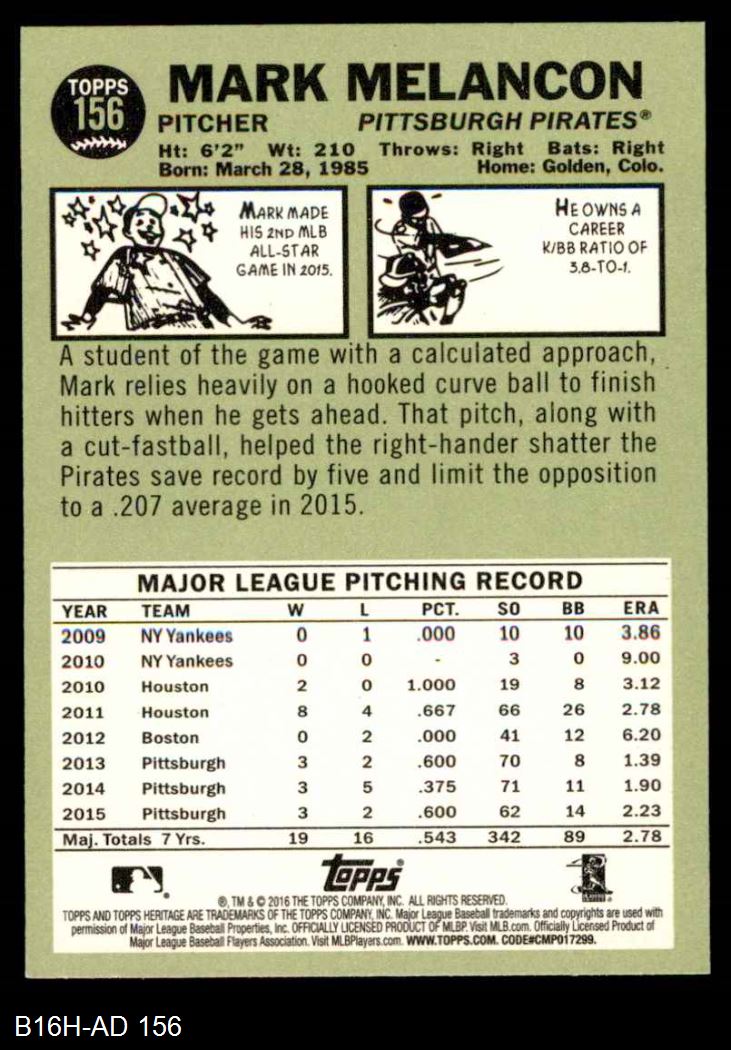 TOPPS
156
MARK MELANCON
PITCHER PITTSBURGH PIRATES®
Ht: 6'2" Wt: 210 Throws: Right Bats: Right
Born: March 28, 1985 Home: Golden, Colo.
MARK MADE
HIS 2ND MLB
ALL-STAR
GAME IN 2015.
HE OWNS A
CAREER
K/BB RATIO OF
3.8-TO-1.
A student of the game with a calculated approach,
Mark relies heavily on a hooked curve ball to finish
hitters when he gets ahead. That pitch, along with
a cut-fastball, helped the right-hander shatter the
Pirates save record by five and limit the opposition
to a .207 average in 2015.
MAJOR LEAGUE PITCHING RECORD
YEAR TEAM W L PCT. SO BB ERA
2009 NY Yankees 0 1 .000 10 10 3.86
2010 NY Yankees 0 0 - 3 0 9.00
2010 Houston 2 0 1.000 19 8 3.12
2011 Houston 8 4 .667 66 26 2.78
2012 Boston 0 2 .000 41 12 6.20
2013 Pittsburgh 3 2 .600 70 8 1.39
2014 Pittsburgh 3 5 .375 71 11 1.90
2015 Pittsburgh 3 2 .600 62 14 2.23
Maj. Totals 7 Yrs. 19 16 .543 342 89 2.78
Topps
®, TM & © 2016 THE TOPPS COMPANY, INC. ALL RIGHTS RESERVED.
TOPPS AND TOPPS HERITAGE ARE TRADEMARKS OF THE TOPPS COMPANY, INC. Major League Baseball trademarks and copyrights are used with
permission of Major League Baseball Properties, Inc. OFFICIALLY LICENSED PRODUCT OF MLBP. Visit MLB.com. Officially Licensed Product of
Major League Baseball Players Association. Visit MLBPlayers.com. WWW.TOPPS.COM. CODE#CMP017299.
B16H-AD 156